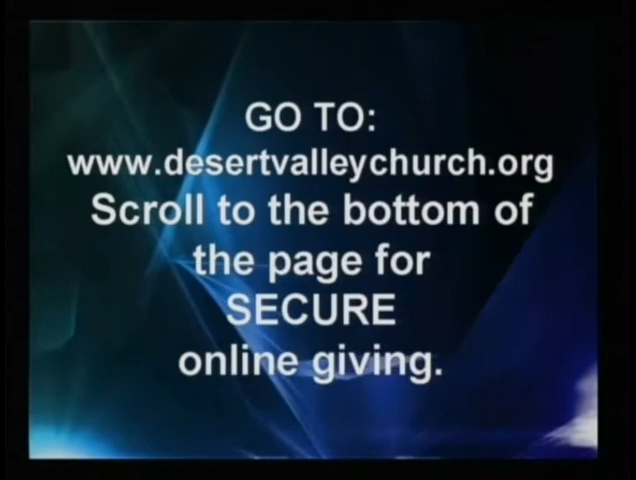 GO TO:
www.desertvalleychurch.org
Scroll to the bottom of
the page for
SECURE
online giving.